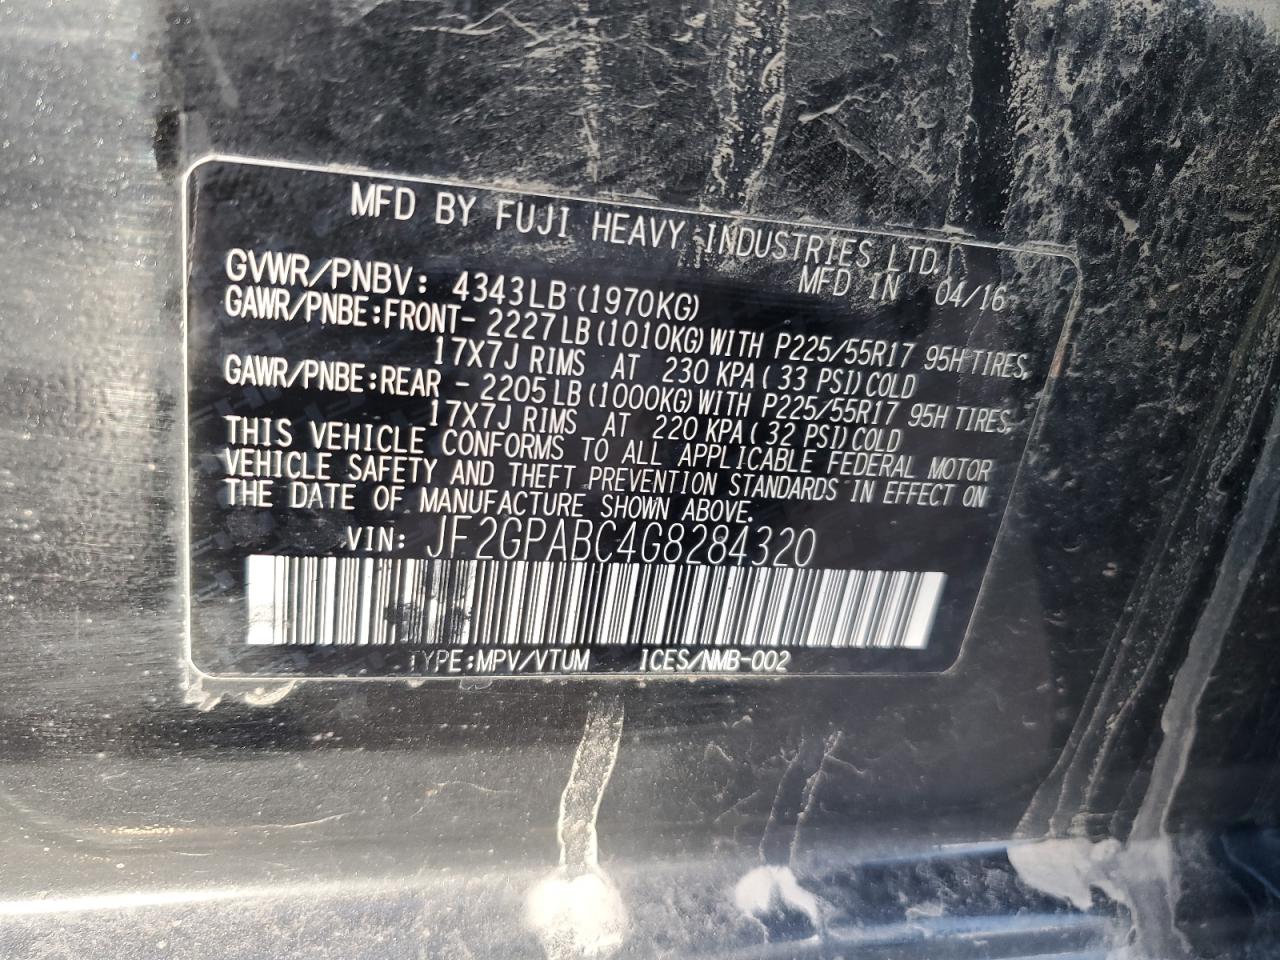 MFD BY FUJI HEAVY INDUSTRIES LTD.
MFD IN 04/16
GVWR/PNBV: 4343LB (1970KG)
GAWR/PNBE:FRONT- 2227LB (1010KG) WITH P225/55R17 95H TIRES,
17X7J RIMS AT 230 KPA ( 33 PSI) COLD
GAWR/PNBE:REAR - 2205LB (1000KG) WITH P225/55R17 95H TIRES,
17X7J RIMS AT 220 KPA ( 32 PSI) COLD
THIS VEHICLE CONFORMS TO ALL APPLICABLE FEDERAL MOTOR
VEHICLE SAFETY AND THEFT PREVENTION STANDARDS IN EFFECT ON
THE DATE OF MANUFACTURE SHOWN ABOVE.
VIN: JF2GPABC4G8284320
TYPE:MPV/VTUM ICES/NMB-002